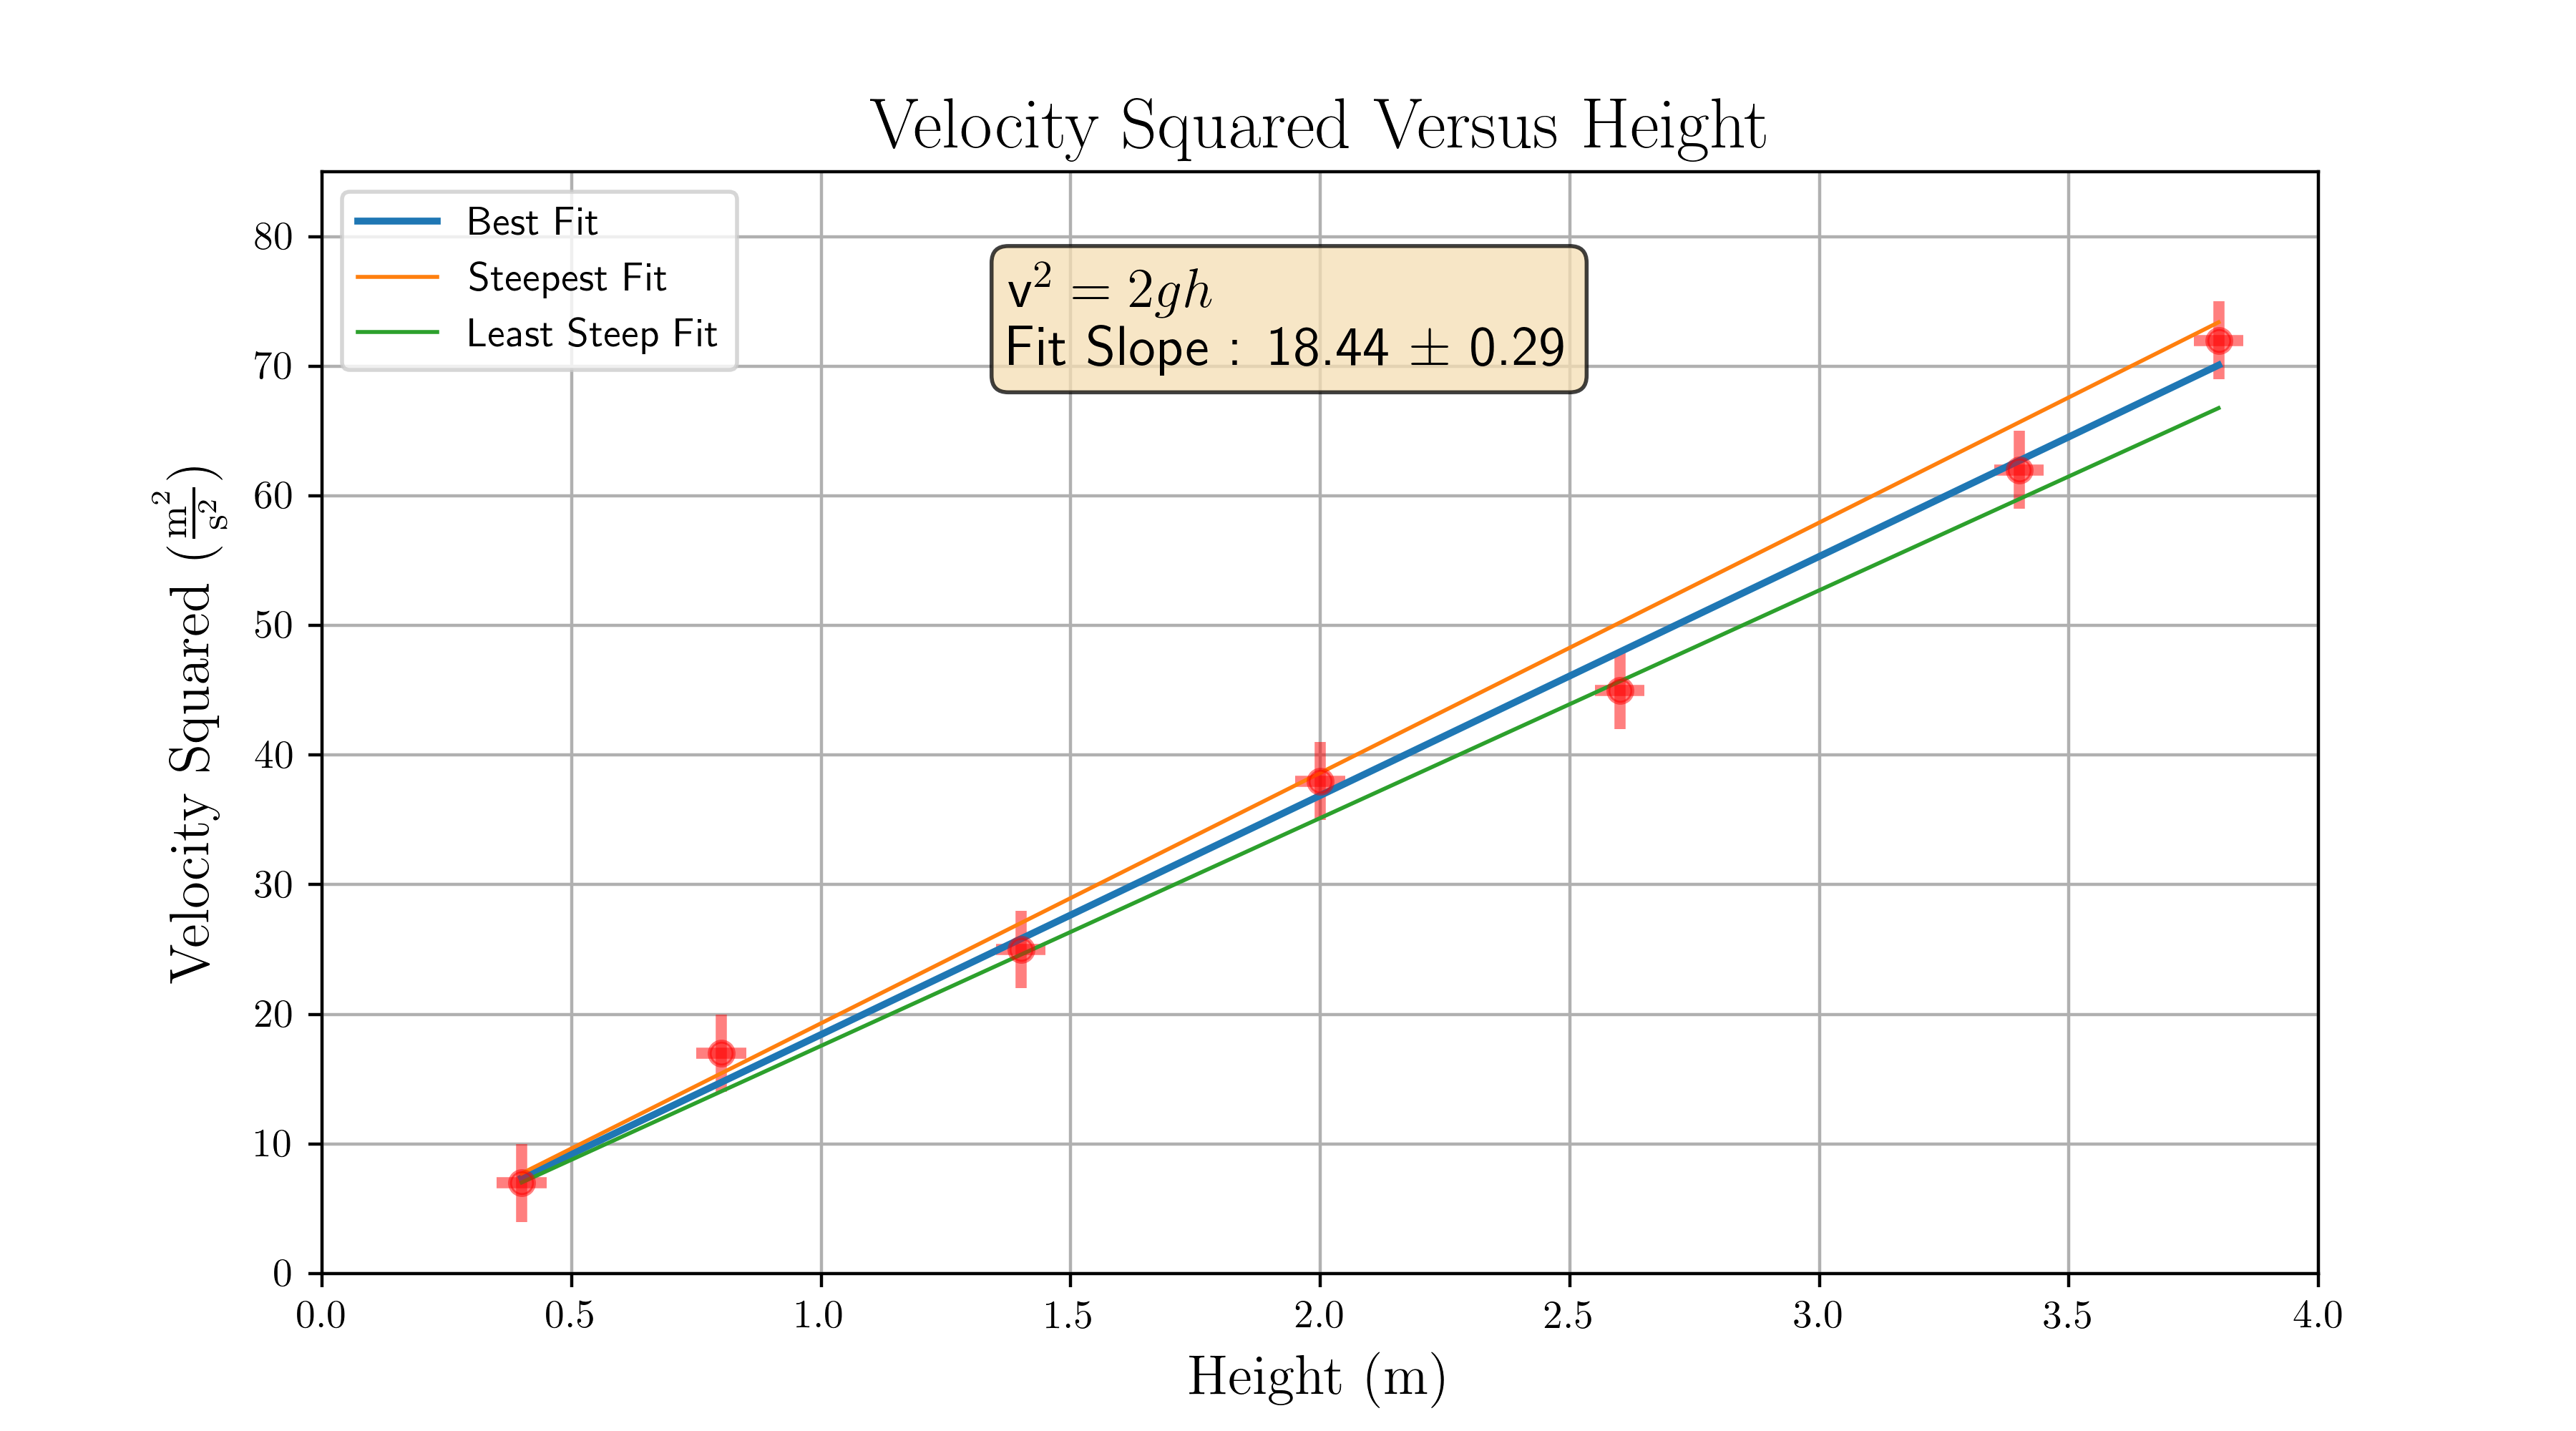 Velocity Squared Versus Height
Best Fit
Steepest Fit
Least Steep Fit
v² = 2gh
Fit Slope : 18.44 ± 0.29
Velocity Squared (m²/s²)
80
70
60
50
40
30
20
10
0
0.0 0.5 1.0 1.5 2.0 2.5 3.0 3.5 4.0
Height (m)